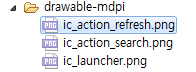 drawable-mdpi
ic_action_refresh.png
ic_action_search.png
ic_launcher.png